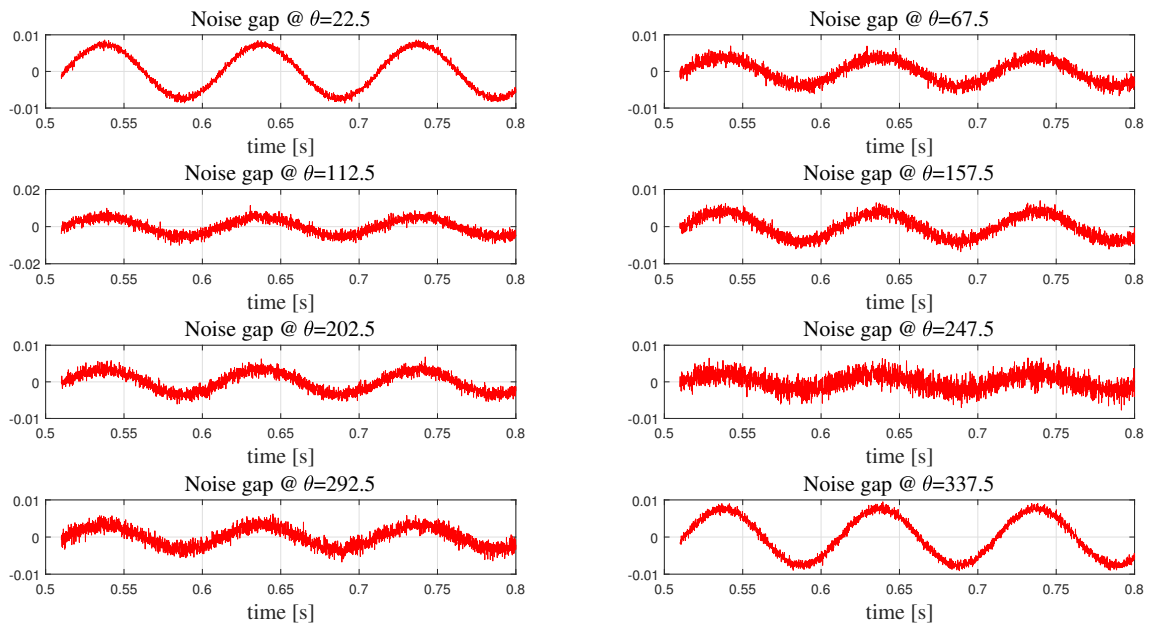 Noise gap @ θ=22.5
0.01
0
-0.01
0.5 0.55 0.6 0.65 0.7 0.75 0.8
time [s]
Noise gap @ θ=67.5
0.01
0
-0.01
0.5 0.55 0.6 0.65 0.7 0.75 0.8
time [s]
Noise gap @ θ=112.5
0.02
0
-0.02
0.5 0.55 0.6 0.65 0.7 0.75 0.8
time [s]
Noise gap @ θ=157.5
0.01
0
-0.01
0.5 0.55 0.6 0.65 0.7 0.75 0.8
time [s]
Noise gap @ θ=202.5
0.01
0
-0.01
0.5 0.55 0.6 0.65 0.7 0.75 0.8
time [s]
Noise gap @ θ=247.5
0.01
0
-0.01
0.5 0.55 0.6 0.65 0.7 0.75 0.8
time [s]
Noise gap @ θ=292.5
0.01
0
-0.01
0.5 0.55 0.6 0.65 0.7 0.75 0.8
time [s]
Noise gap @ θ=337.5
0.01
0
-0.01
0.5 0.55 0.6 0.65 0.7 0.75 0.8
time [s]